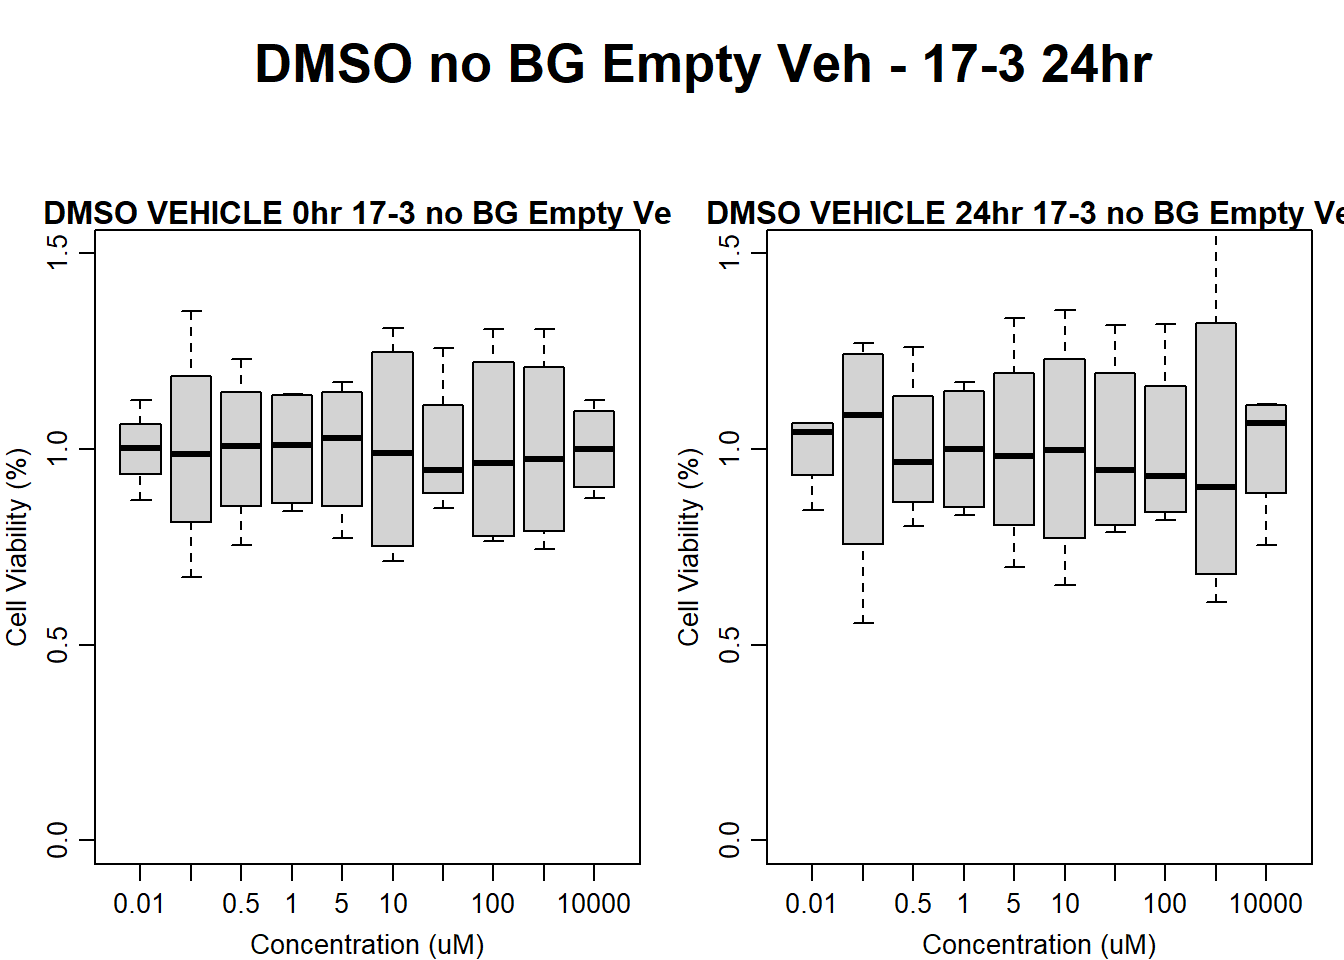 DMSO no BG Empty Veh - 17-3 24hr
DMSO VEHICLE 0hr 17-3 no BG Empty Ve
Cell Viability (%)
1.5
1.0
0.5
0.0
0.01 0.5 1 5 10 100 10000
Concentration (uM)
DMSO VEHICLE 24hr 17-3 no BG Empty Ve
Cell Viability (%)
1.5
1.0
0.5
0.0
0.01 0.5 1 5 10 100 10000
Concentration (uM)